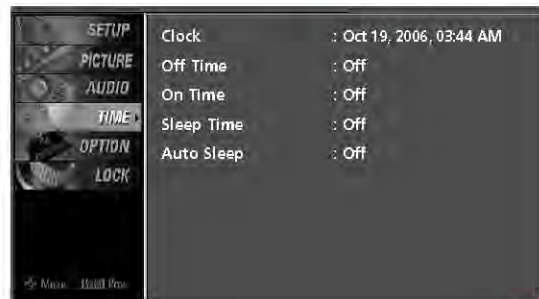 SETUP
PICTURE
AUDIO
TIME
OPTION
LOCK
Clock : Oct 19, 2006, 03:44 AM
Off Time : Off
On Time : Off
Sleep Time : Off
Auto Sleep : Off
Move